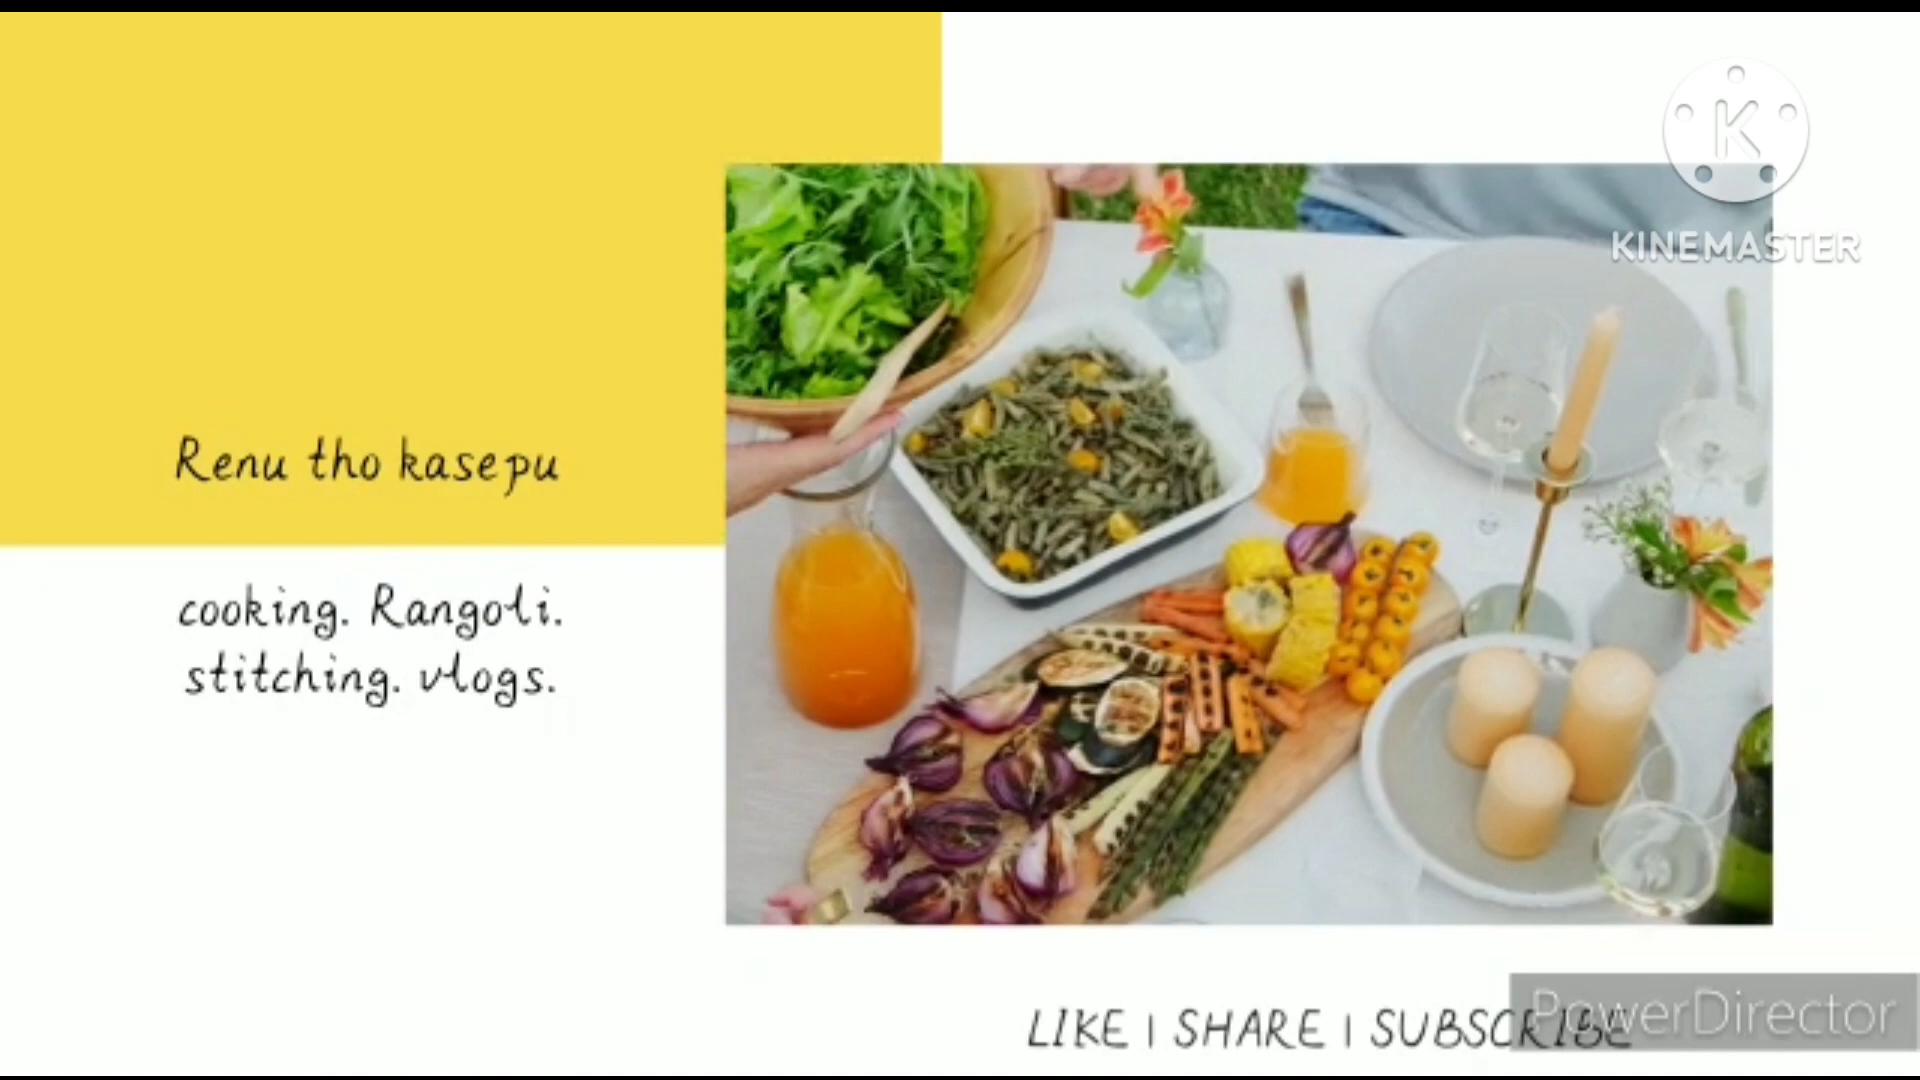 K
KINEMASTER
Renu tho kasepu
cooking. Rangoli.
stitching. vlogs.
LIKE | SHARE | SUBSCRIBE
PowerDirector